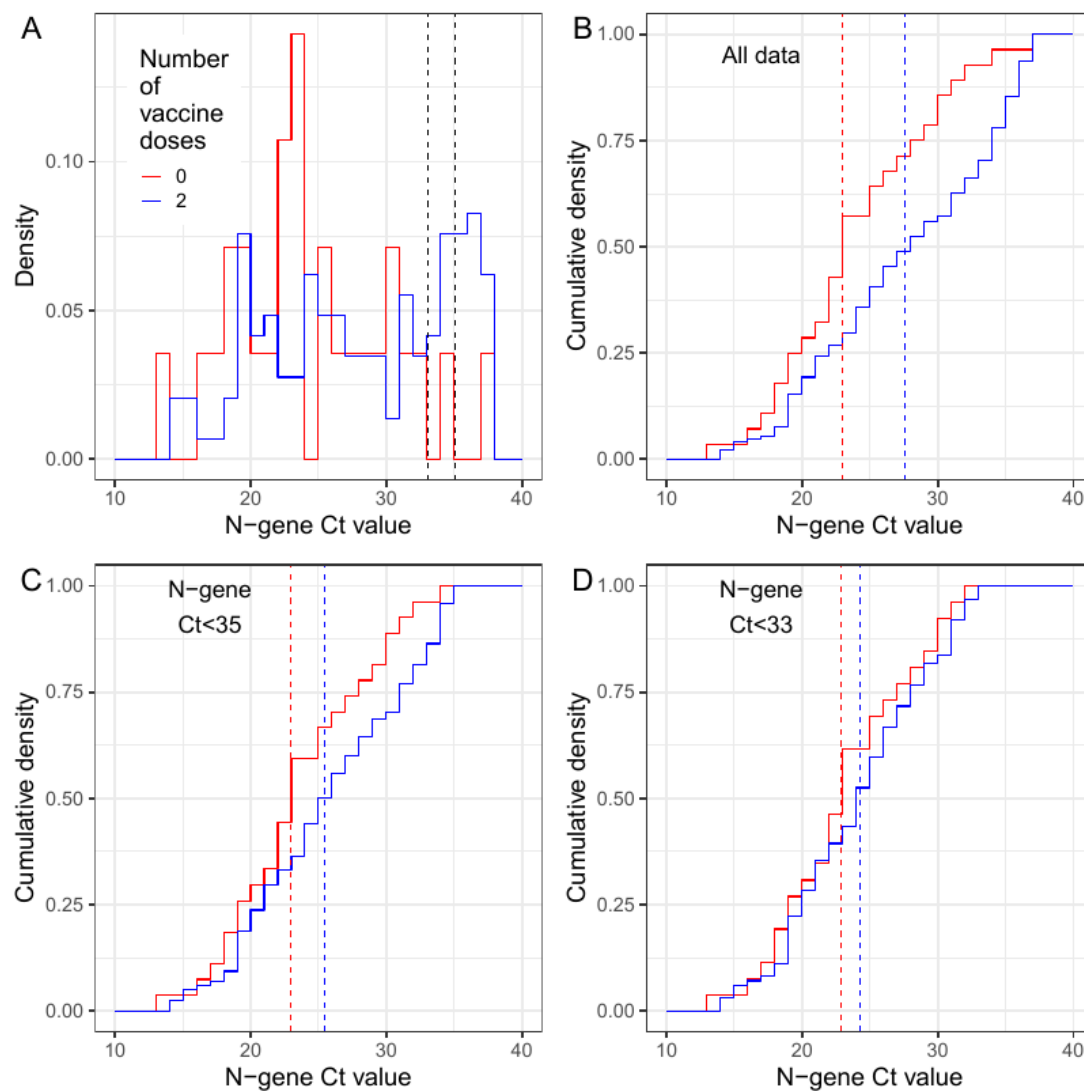 A
Number
of
vaccine
doses
0
2
0.10
0.05
0.00
Density
10
20
30
40
N−gene Ct value
B
All data
1.00
0.75
0.50
0.25
0.00
Cumulative density
10
20
30
40
N−gene Ct value
C
N−gene
Ct<35
1.00
0.75
0.50
0.25
0.00
Cumulative density
10
20
30
40
N−gene Ct value
D
N−gene
Ct<33
1.00
0.75
0.50
0.25
0.00
Cumulative density
10
20
30
40
N−gene Ct value